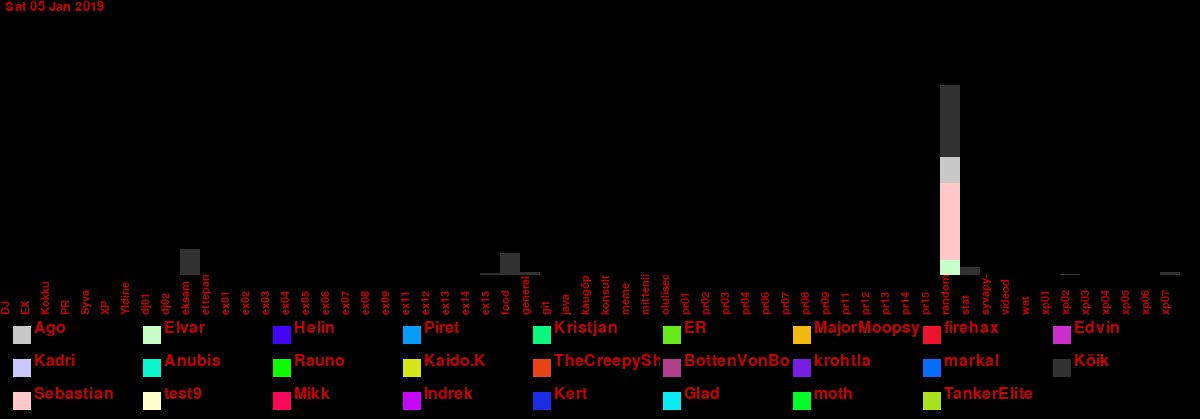 Sat 05 Jan 2019
DJ
EX
Kokku
PR
Syva
XP
Yldine
dj01
dj02
eksam
ettepan
ex01
ex02
ex03
ex04
ex05
ex06
ex07
ex08
ex09
ex11
ex12
ex13
ex14
ex15
food
general
git
java
kaugõp
konsult
meme
mittenii
olulised
pr01
pr02
pr03
pr04
pr06
pr07
pr08
pr09
pr11
pr12
pr13
pr14
pr15
random
stat
syvapy-
videod
wat
xp01
xp02
xp03
xp04
xp05
xp06
xp07
Ago Elvar Helin Piret Kristjan ER MajorMoopsy firehax Edvin
Kadri Anubis Rauno Kaido.K TheCreepySh BottenVonBo krohtla markal Kõik
Sebastian test9 Mikk Indrek Kert Glad moth TankerElite